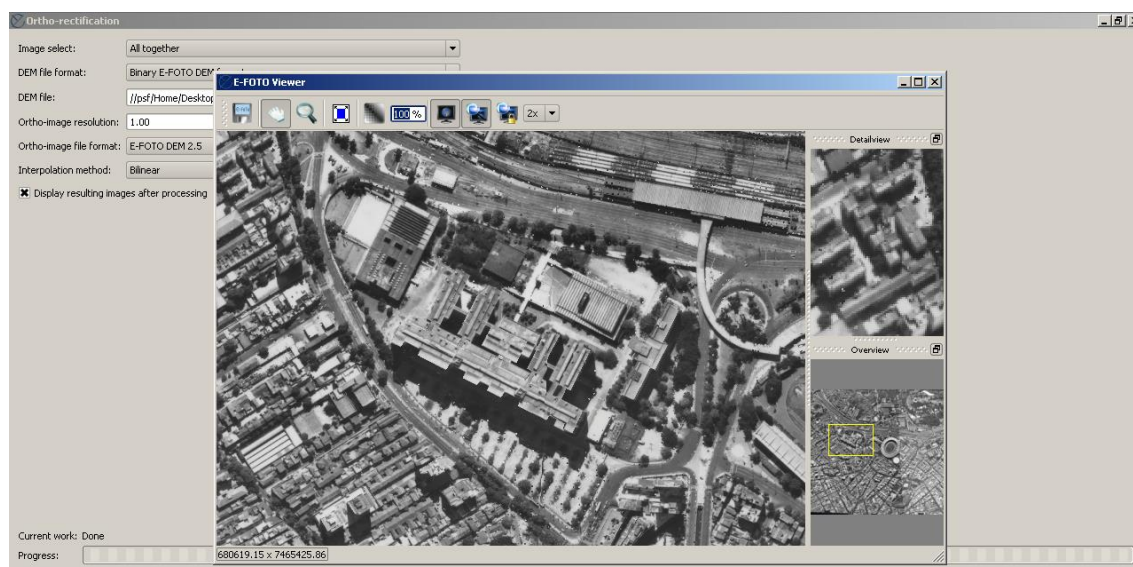 Ortho-rectification
Image select: All together
DEM file format: Binary E-FOTO DEM
DEM file: //psf/Home/Desktop
Ortho-image resolution: 1.00
Ortho-image file format: E-FOTO DEM 2.5
Interpolation method: Bilinear
Display resulting images after processing
E-FOTO Viewer
100 %
2x
Detailview
Overview
680619.15 x 7465425.86
Current work: Done
Progress: